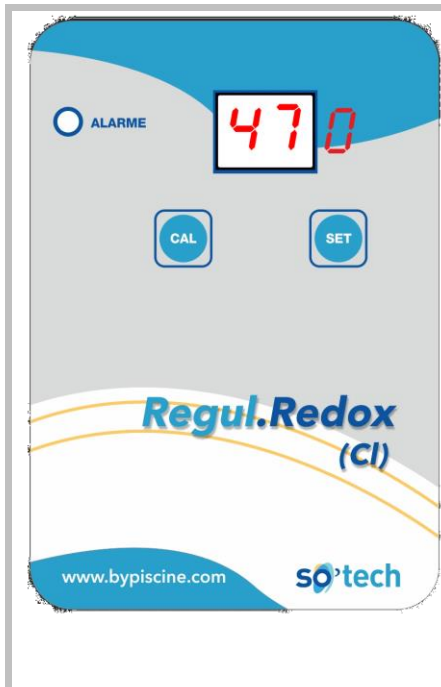 ALARME
470
CAL
SET
Regul.Redox
(Cl)
www.bypiscine.com
so'tech